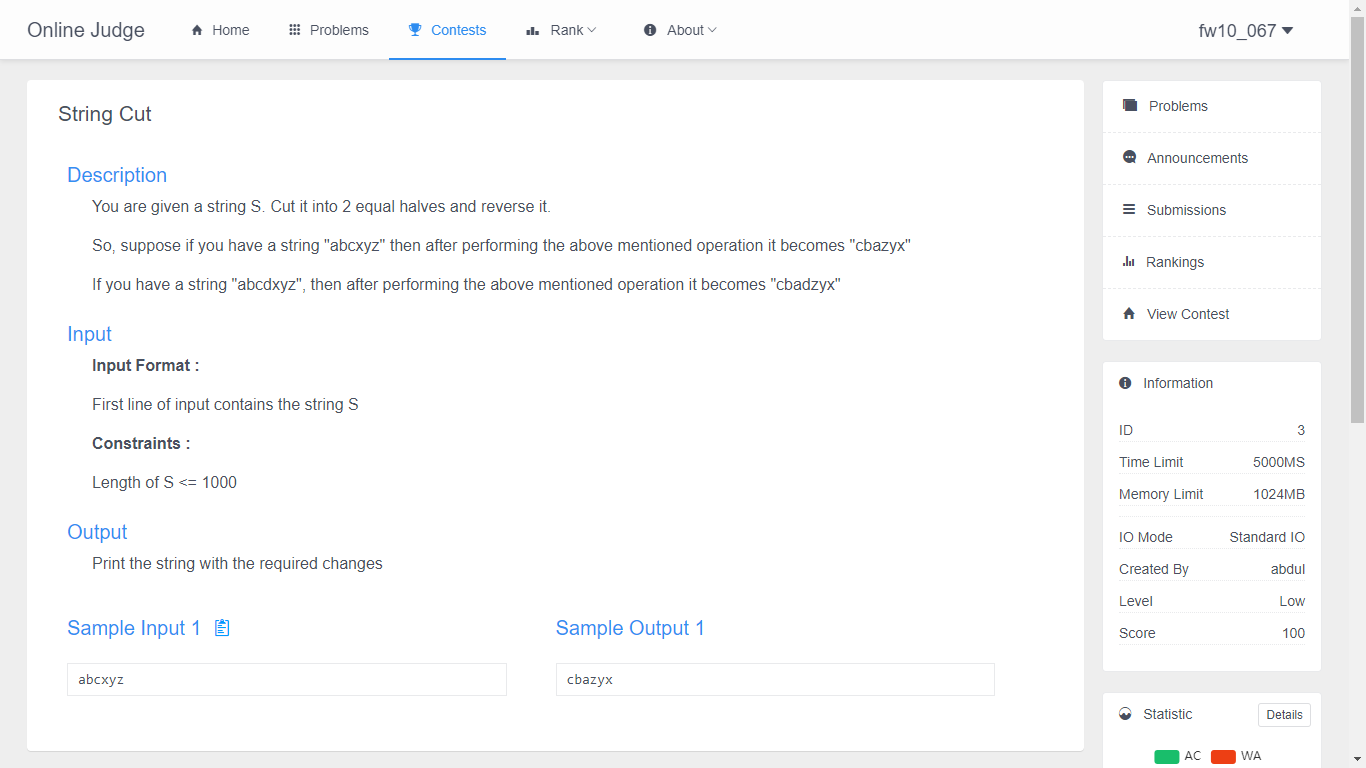 Online Judge
Home
Problems
Contests
Rank
About
fw10_067
String Cut
Description
You are given a string S. Cut it into 2 equal halves and reverse it.
So, suppose if you have a string "abcxyz" then after performing the above mentioned operation it becomes "cbazyx"
If you have a string "abcdxyz", then after performing the above mentioned operation it becomes "cbadzyx"
Input
Input Format :
First line of input contains the string S
Constraints :
Length of S <= 1000
Output
Print the string with the required changes
Sample Input 1
abcxyz
Sample Output 1
cbazyx
Problems
Announcements
Submissions
Rankings
View Contest
Information
ID 3
Time Limit 5000MS
Memory Limit 1024MB
IO Mode Standard IO
Created By abdul
Level Low
Score 100
Statistic Details
AC WA